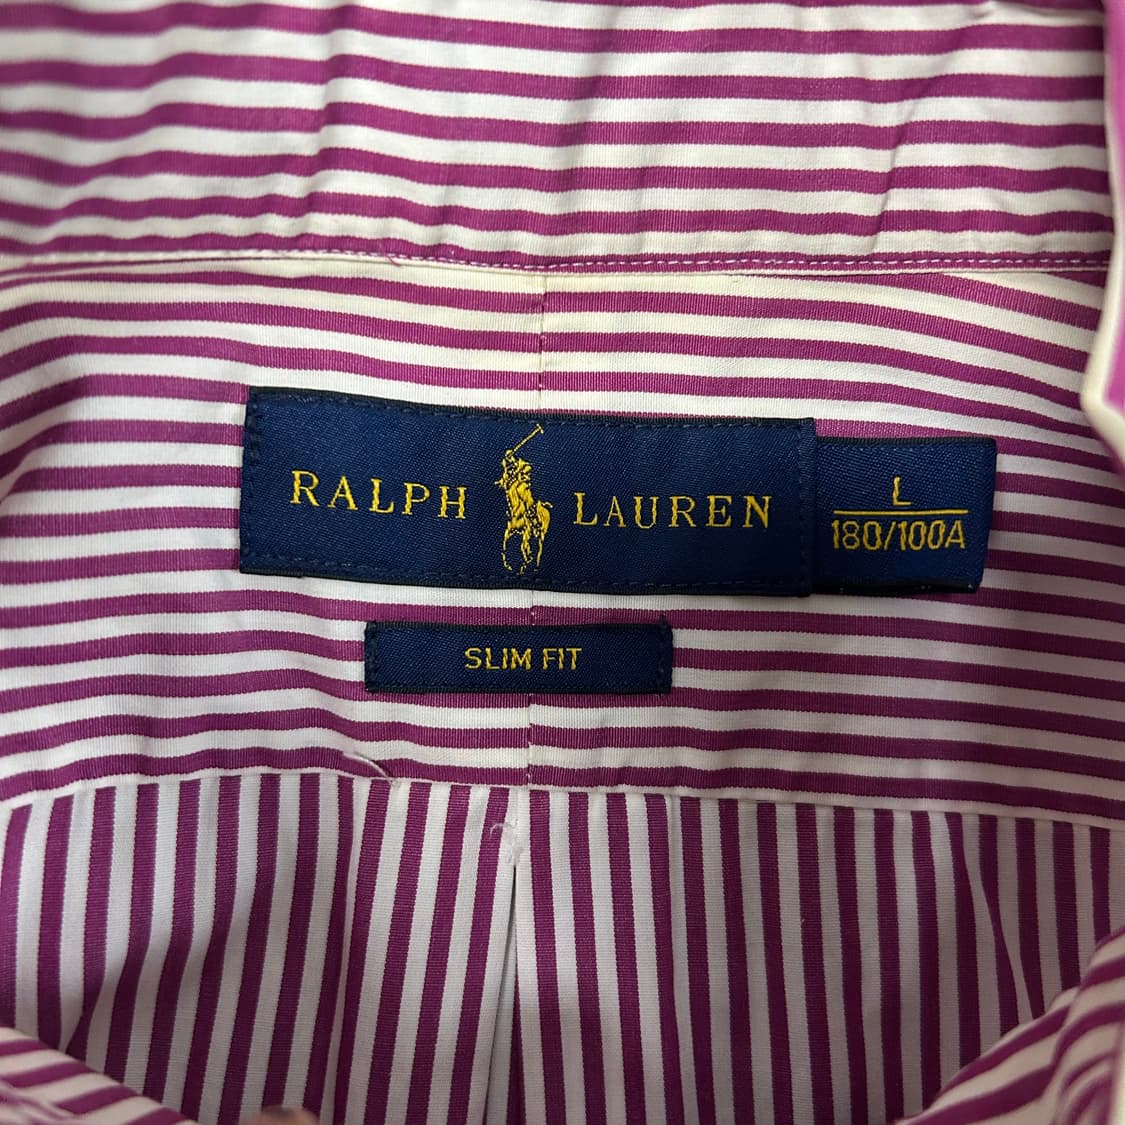 RALPH LAUREN
L
180/100A
SLIM FIT